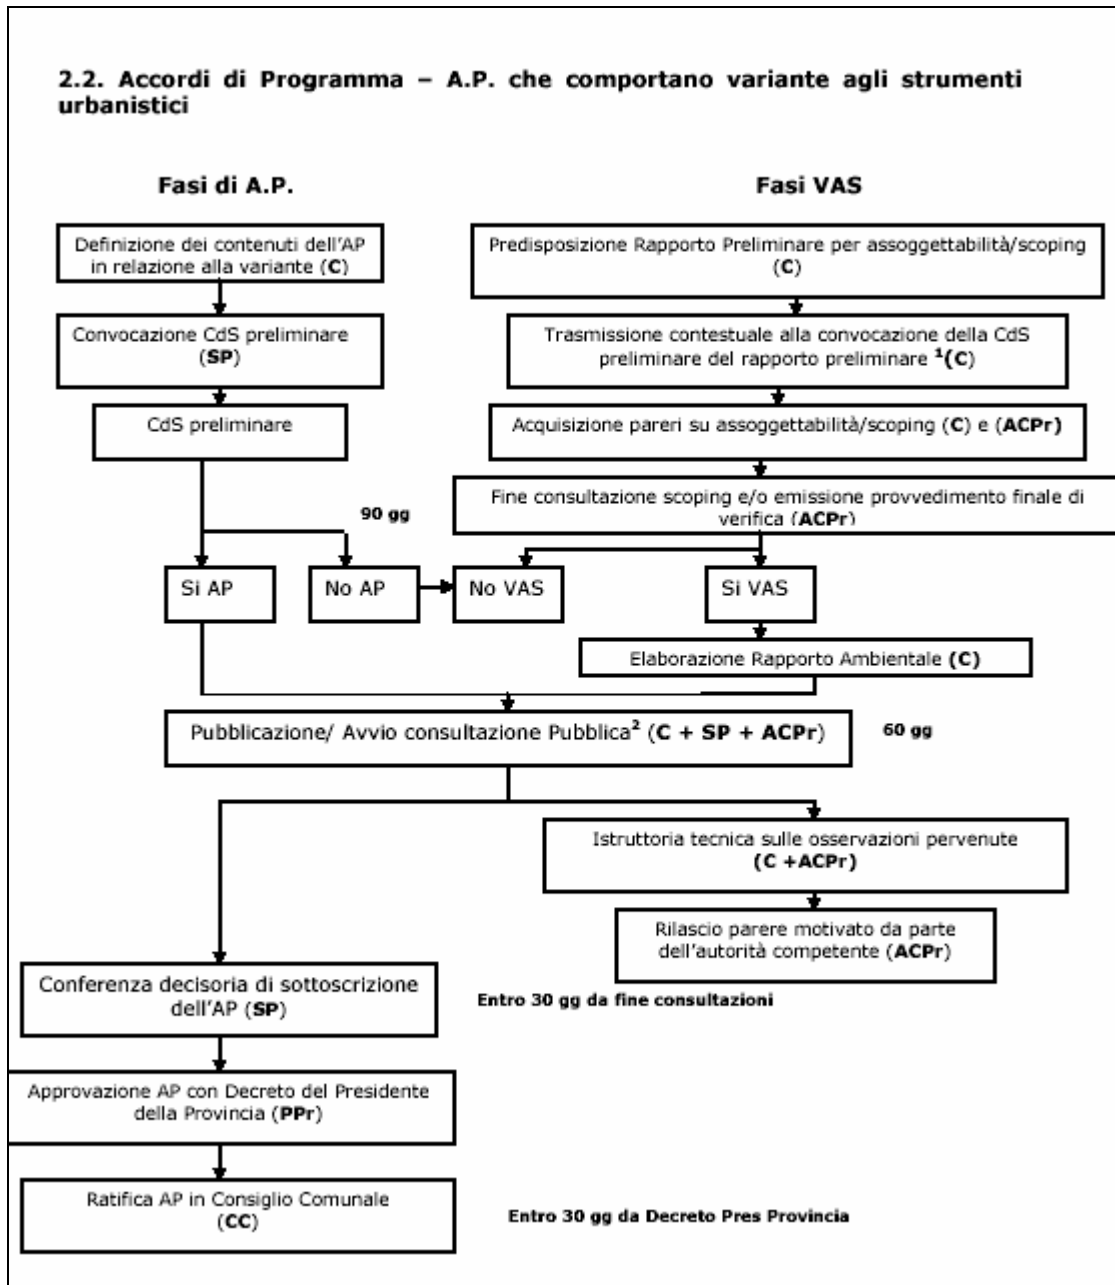 2.2. Accordi di Programma – A.P. che comportano variante agli strumenti
urbanistici
Fasi di A.P.
Fasi VAS
Definizione dei contenuti dell'AP
in relazione alla variante (C)
Predisposizione Rapporto Preliminare per assoggettabilità/scoping
(C)
Convocazione CdS preliminare
(SP)
Trasmissione contestuale alla convocazione della CdS
preliminare del rapporto preliminare ¹(C)
CdS preliminare
Acquisizione pareri su assoggettabilità/scoping (C) e (ACPr)
Fine consultazione scoping e/o emissione provvedimento finale di
verifica (ACPr)
90 gg
Si AP
No AP
No VAS
Si VAS
Elaborazione Rapporto Ambientale (C)
Pubblicazione/ Avvio consultazione Pubblica² (C + SP + ACPr)
60 gg
Istruttoria tecnica sulle osservazioni pervenute
(C +ACPr)
Rilascio parere motivato da parte
dell'autorità competente (ACPr)
Conferenza decisoria di sottoscrizione
dell'AP (SP)
Entro 30 gg da fine consultazioni
Approvazione AP con Decreto del Presidente
della Provincia (PPr)
Ratifica AP in Consiglio Comunale
(CC)
Entro 30 gg da Decreto Pres Provincia